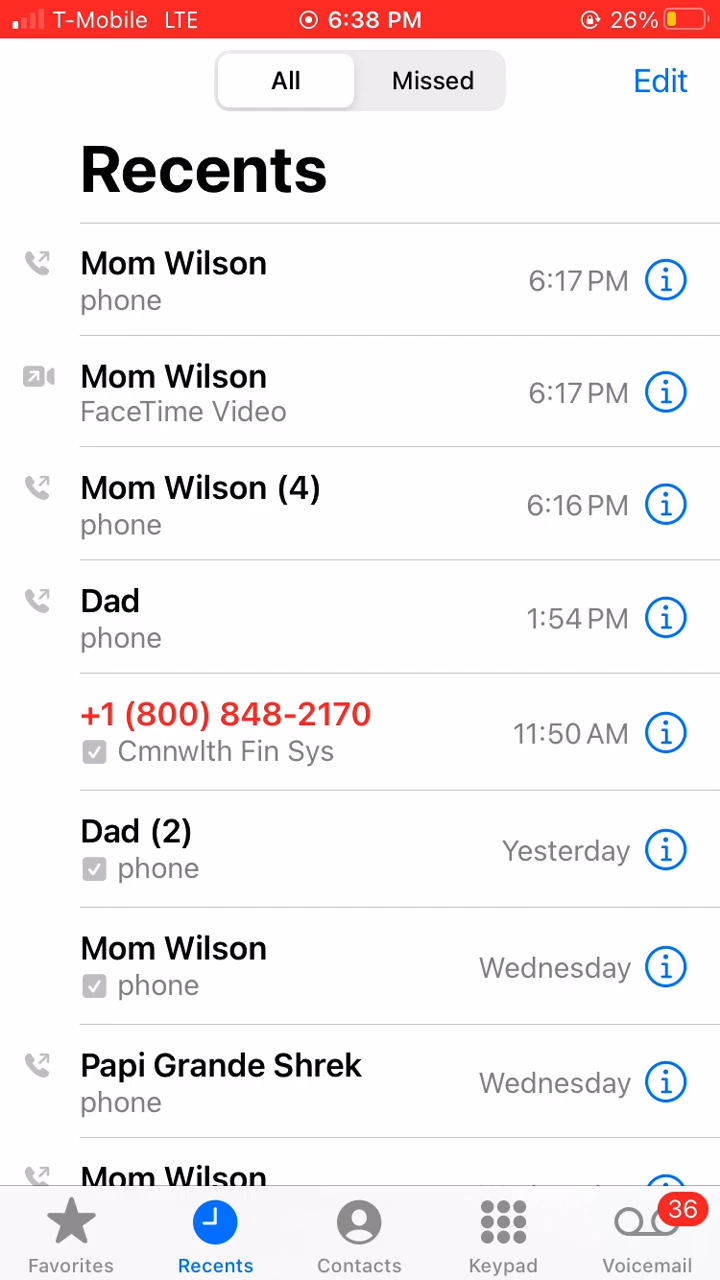 T-Mobile LTE 6:38 PM 26%
All Missed Edit
Recents
Mom Wilson
phone
6:17 PM
Mom Wilson
FaceTime Video
6:17 PM
Mom Wilson (4)
phone
6:16 PM
Dad
phone
1:54 PM
+1 (800) 848-2170
Cmnwlth Fin Sys
11:50 AM
Dad (2)
phone
Yesterday
Mom Wilson
phone
Wednesday
Papi Grande Shrek
phone
Wednesday
Mom Wilson
36
Favorites Recents Contacts Keypad Voicemail